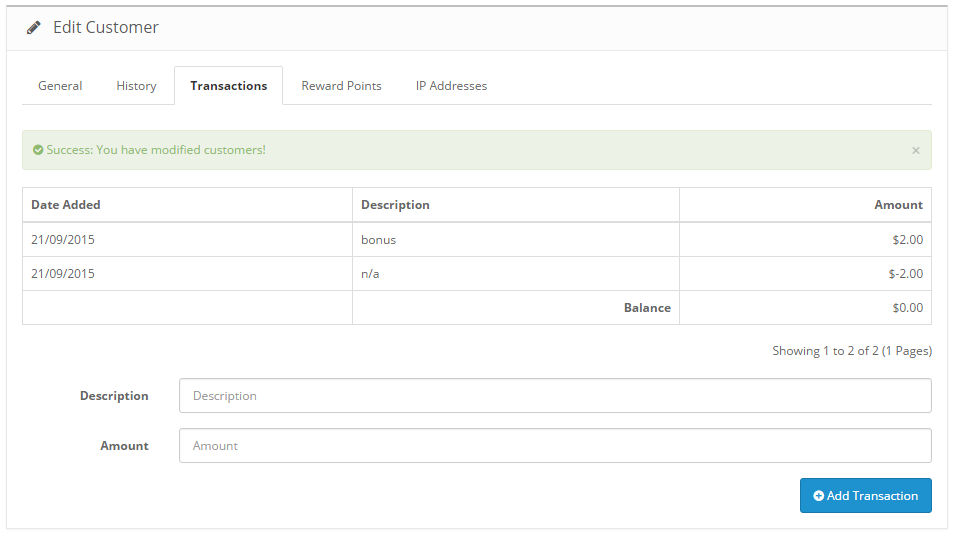 Edit Customer
General History Transactions Reward Points IP Addresses
Success: You have modified customers! ×
Date Added Description Amount
21/09/2015 bonus $2.00
21/09/2015 n/a $-2.00
Balance $0.00
Showing 1 to 2 of 2 (1 Pages)
Description Description
Amount Amount
Add Transaction